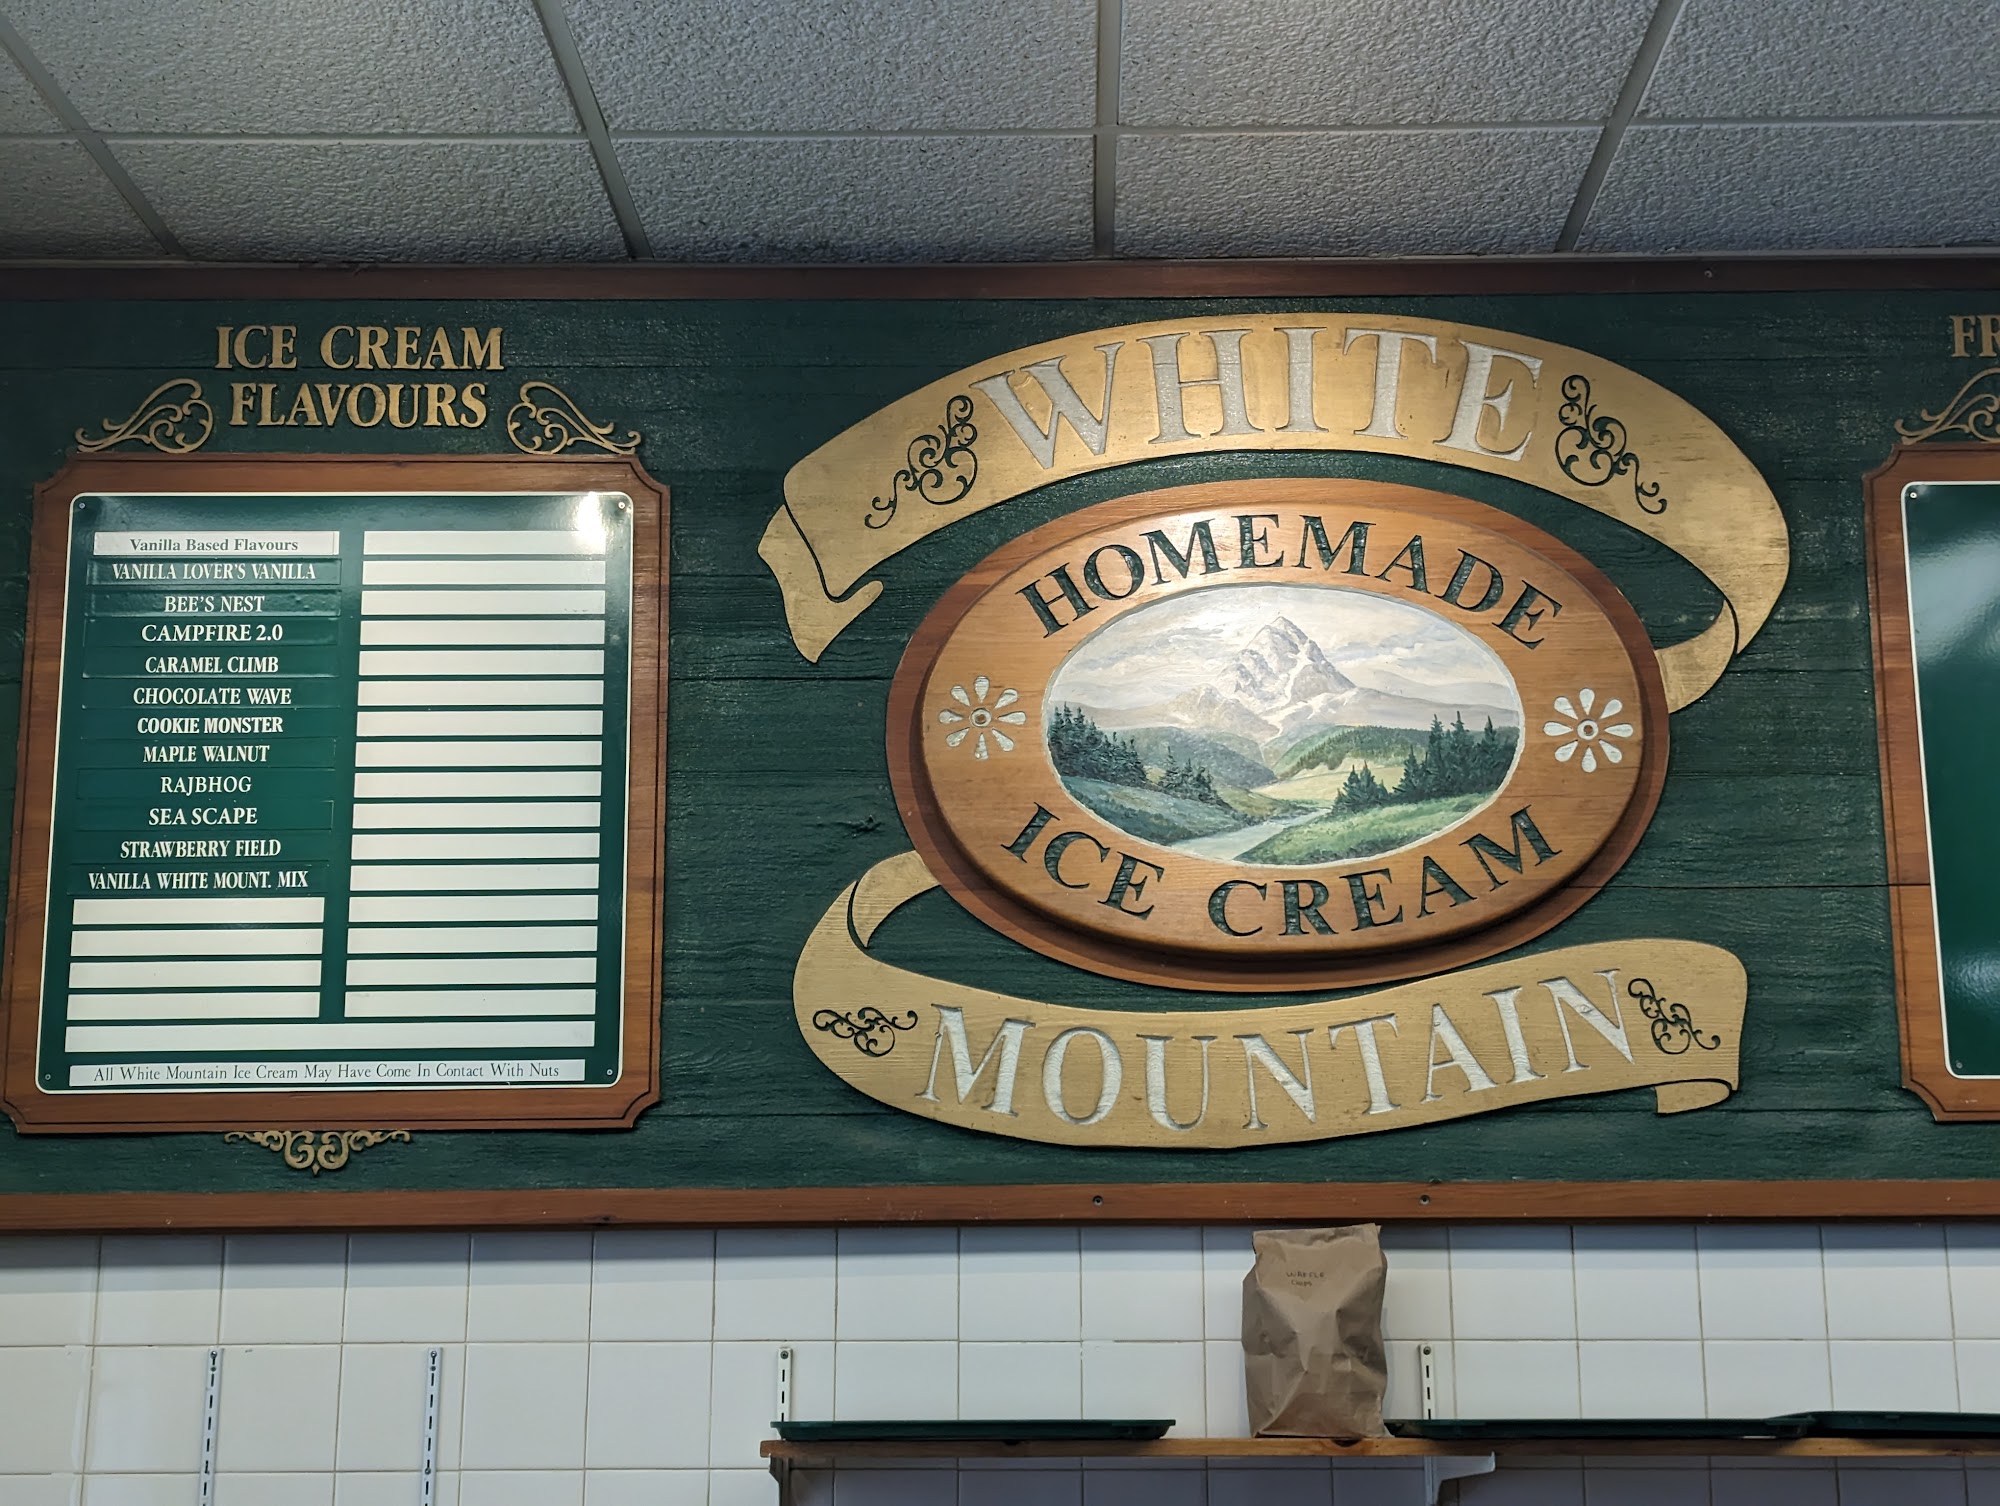 ICE CREAM
FLAVOURS
Vanilla Based Flavours
VANILLA LOVER'S VANILLA
BEE'S NEST
CAMPFIRE 2.0
CARAMEL CLIMB
CHOCOLATE WAVE
COOKIE MONSTER
MAPLE WALNUT
RAJBHOG
SEA SCAPE
STRAWBERRY FIELD
VANILLA WHITE MOUNT. MIX
All White Mountain Ice Cream May Have Come In Contact With Nuts
WHITE
HOMEMADE
ICE CREAM
MOUNTAIN
FR